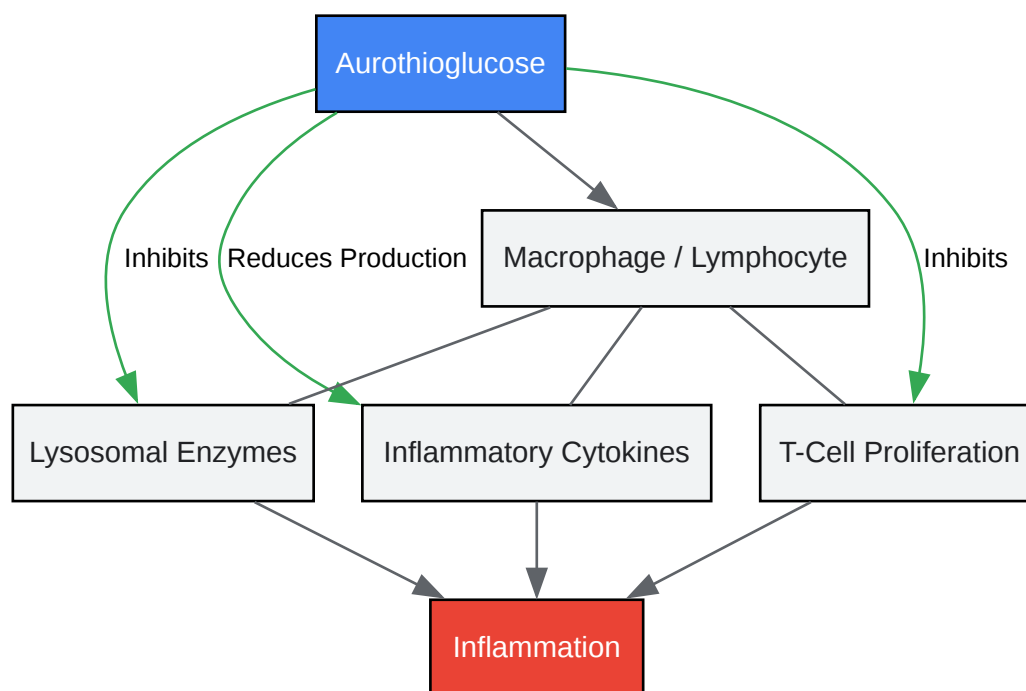 Aurothioglucose
Inhibits
Reduces Production
Macrophage / Lymphocyte
Inhibits
Lysosomal Enzymes
Inflammatory Cytokines
T-Cell Proliferation
Inflammation